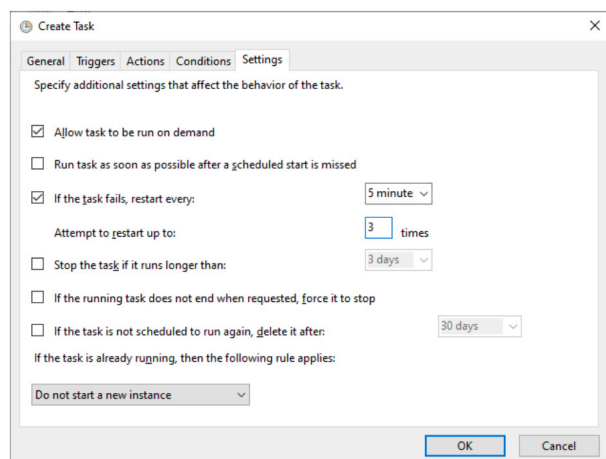 Create Task
General Triggers Actions Conditions Settings
Specify additional settings that affect the behavior of the task.
Allow task to be run on demand
Run task as soon as possible after a scheduled start is missed
If the task fails, restart every: 5 minute
Attempt to restart up to: 3 times
Stop the task if it runs longer than: 3 days
If the running task does not end when requested, force it to stop
If the task is not scheduled to run again, delete it after: 30 days
If the task is already running, then the following rule applies:
Do not start a new instance
OK Cancel